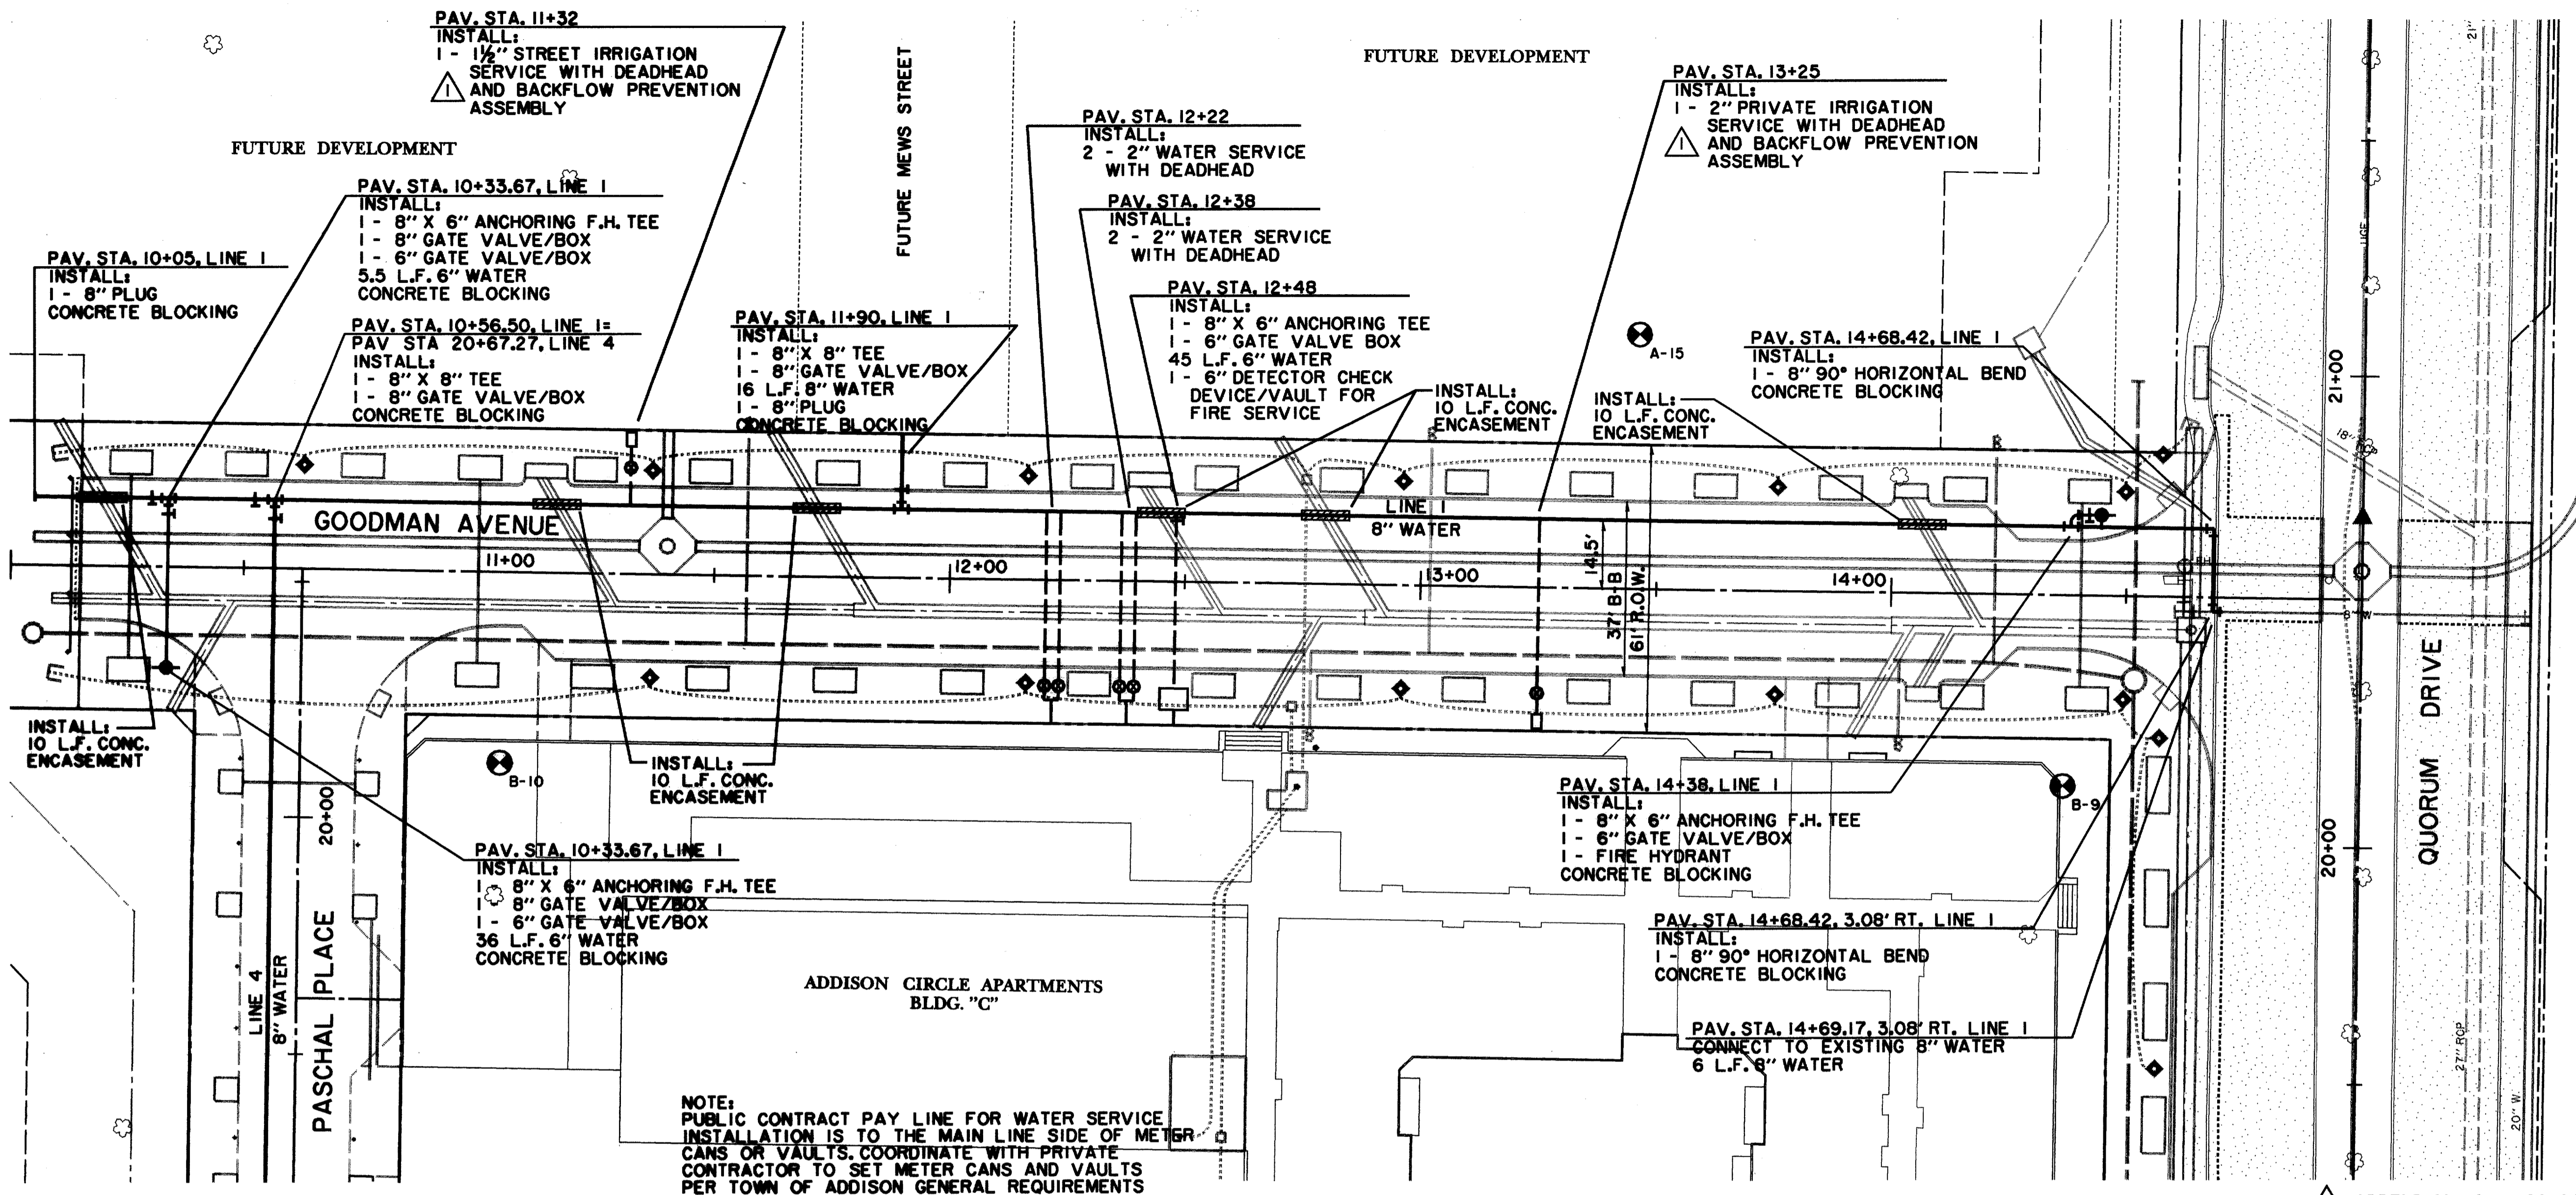 PAV. STA. 11+32
INSTALL:
1 - 1½" STREET IRRIGATION
SERVICE WITH DEADHEAD
1 AND BACKFLOW PREVENTION
ASSEMBLY
FUTURE DEVELOPMENT
FUTURE MEWS STREET
FUTURE DEVELOPMENT
PAV. STA. 13+25
INSTALL:
1 - 2" PRIVATE IRRIGATION
SERVICE WITH DEADHEAD
1 AND BACKFLOW PREVENTION
ASSEMBLY
PAV. STA. 12+22
INSTALL:
2 - 2" WATER SERVICE
WITH DEADHEAD
PAV. STA. 12+38
INSTALL:
2 - 2" WATER SERVICE
WITH DEADHEAD
PAV. STA. 10+33.67, LINE 1
INSTALL:
1 - 8" X 6" ANCHORING F.H. TEE
1 - 8" GATE VALVE/BOX
1 - 6" GATE VALVE/BOX
5.5 L.F. 6" WATER
CONCRETE BLOCKING
PAV. STA. 10+05, LINE 1
INSTALL:
1 - 8" PLUG
CONCRETE BLOCKING
PAV. STA. 10+56.50, LINE 1=
PAV STA 20+67.27, LINE 4
INSTALL:
1 - 8" X 8" TEE
1 - 8" GATE VALVE/BOX
CONCRETE BLOCKING
PAV. STA. 11+90, LINE 1
INSTALL:
1 - 8" X 8" TEE
1 - 8" GATE VALVE/BOX
16 L.F. 8" WATER
1 - 8" PLUG
CONCRETE BLOCKING
PAV. STA. 12+48
INSTALL:
1 - 8" X 6" ANCHORING TEE
1 - 6" GATE VALVE BOX
45 L.F. 6" WATER
1 - 6" DETECTOR CHECK
DEVICE/VAULT FOR
FIRE SERVICE
INSTALL:
10 L.F. CONC.
ENCASEMENT
A-15
INSTALL:
10 L.F. CONC.
ENCASEMENT
PAV. STA. 14+68.42, LINE 1
INSTALL:
1 - 8" 90° HORIZONTAL BEND
CONCRETE BLOCKING
21"
UGE
21+00
18"
GOODMAN AVENUE
LINE 1
8" WATER
11+00
12+00
13+00
14+00
14.5'
37' B-B
61' R.O.W.
8" W
INSTALL:
10 L.F. CONC.
ENCASEMENT
B-10
INSTALL:
10 L.F. CONC.
ENCASEMENT
20+00
PAV. STA. 10+33.67, LINE 1
INSTALL:
1 - 8" X 6" ANCHORING F.H. TEE
1 - 8" GATE VALVE/BOX
1 - 6" GATE VALVE/BOX
36 L.F. 6" WATER
CONCRETE BLOCKING
PAV. STA. 14+38, LINE 1
INSTALL:
1 - 8" X 6" ANCHORING F.H. TEE
1 - 6" GATE VALVE/BOX
1 - FIRE HYDRANT
CONCRETE BLOCKING
B-9
20+00
QUORUM DRIVE
PAV. STA. 14+68.42, 3.08' RT. LINE 1
INSTALL:
1 - 8" 90° HORIZONTAL BEND
CONCRETE BLOCKING
PAV. STA. 14+69.17, 3.08' RT. LINE 1
CONNECT TO EXISTING 8" WATER
6 L.F. 8" WATER
ADDISON CIRCLE APARTMENTS
BLDG. "C"
LINE 4
8" WATER
PASCHAL PLACE
27" RCP
20" W.
NOTE:
PUBLIC CONTRACT PAY LINE FOR WATER SERVICE
INSTALLATION IS TO THE MAIN LINE SIDE OF METER
CANS OR VAULTS. COORDINATE WITH PRIVATE
CONTRACTOR TO SET METER CANS AND VAULTS
PER TOWN OF ADDISON GENERAL REQUIREMENTS